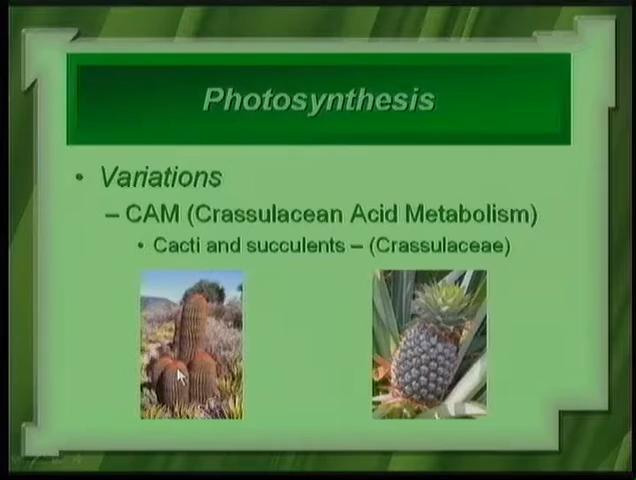 Photosynthesis
• Variations
– CAM (Crassulacean Acid Metabolism)
• Cacti and succulents – (Crassulaceae)